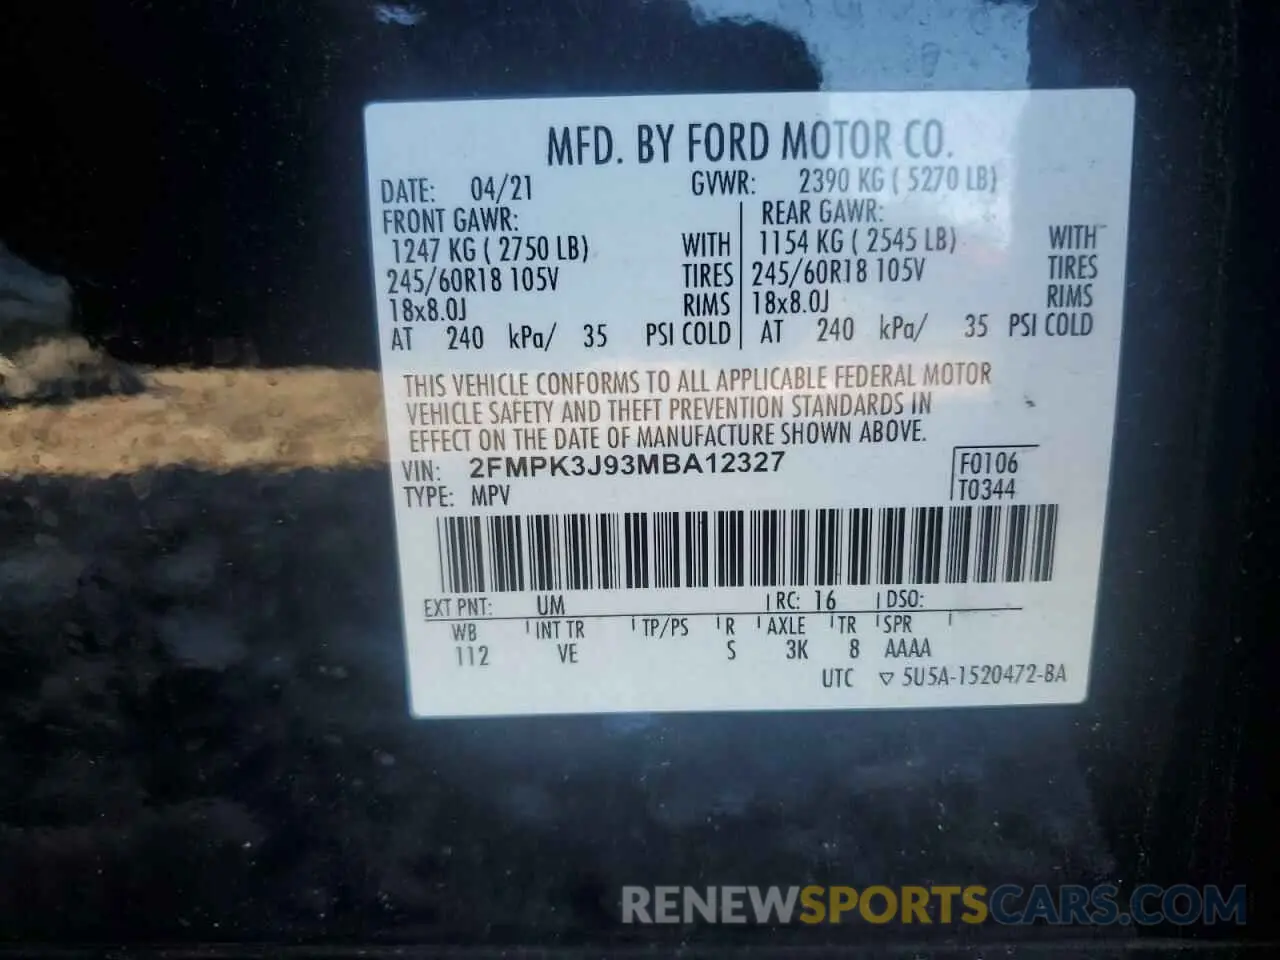 MFD. BY FORD MOTOR CO.
DATE: 04/21 GVWR: 2390 KG ( 5270 LB)
FRONT GAWR: REAR GAWR:
1247 KG ( 2750 LB) WITH 1154 KG ( 2545 LB) WITH
245/60R18 105V TIRES 245/60R18 105V TIRES
18x8.0J RIMS 18x8.0J RIMS
AT 240 kPa/ 35 PSI COLD AT 240 kPa/ 35 PSI COLD
THIS VEHICLE CONFORMS TO ALL APPLICABLE FEDERAL MOTOR
VEHICLE SAFETY AND THEFT PREVENTION STANDARDS IN
EFFECT ON THE DATE OF MANUFACTURE SHOWN ABOVE.
VIN: 2FMPK3J93MBA12327 F0106
TYPE: MPV T0344
EXT PNT: UM RC: 16 DSO:
WB INT TR TP/PS R AXLE TR SPR
112 VE S 3K 8 AAAA
UTC ▽ 5U5A-1520472-BA
RENEWSPORTSCARS.COM